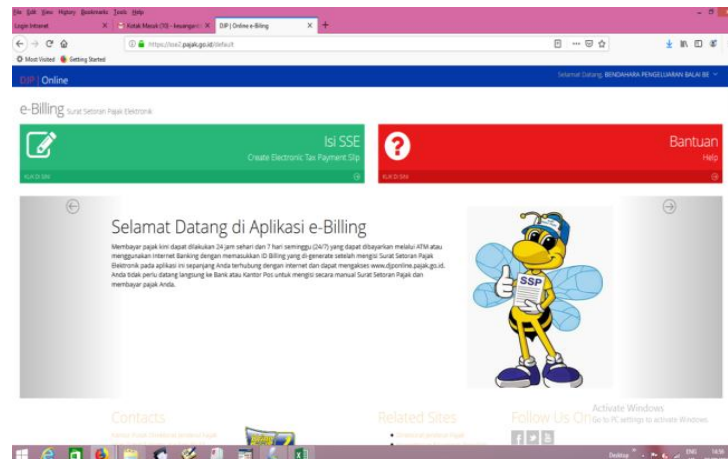 File Edit View History Bookmarks Tools Help
Login Intranet
Kotak Masuk (10) - keuangan
DJP | Online e-Billing
https://sse2.pajak.go.id/default
Most Visited Getting Started
DJP | Online
Selamat Datang, BENDAHARA PENGELUARAN BALAI BE
e-Billing Surat Setoran Pajak Elektronik
Isi SSE
Create Electronic Tax Payment Slip
KLIK DI SINI
Bantuan
Help
KLIK DI SINI
Selamat Datang di Aplikasi e-Billing
Membayar pajak kini dapat dilakukan 24 jam sehari dan 7 hari seminggu (24/7) yang dapat dibayarkan melalui ATM atau
menggunakan Internet Banking dengan memasukkan ID Billing yang di-generate setelah mengisi Surat Setoran Pajak
Elektronik pada aplikasi ini sepanjang Anda terhubung dengan internet dan dapat mengakses www.djponline.pajak.go.id.
Anda tidak perlu datang langsung ke Bank atau Kantor Pos untuk mengisi secara manual Surat Setoran Pajak dan
membayar pajak Anda.
SSP
Contacts
Related Sites
Follow Us On
Activate Windows
Go to PC settings to activate Windows.
Desktop
ENG
14:04